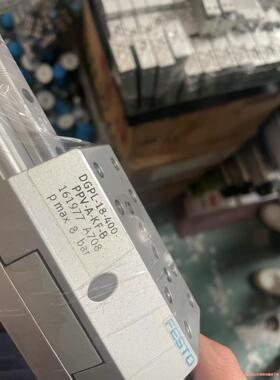 DGPL-18-400-
PPV-A-KF-B
161977 A708
p max 8 bar
FESTO